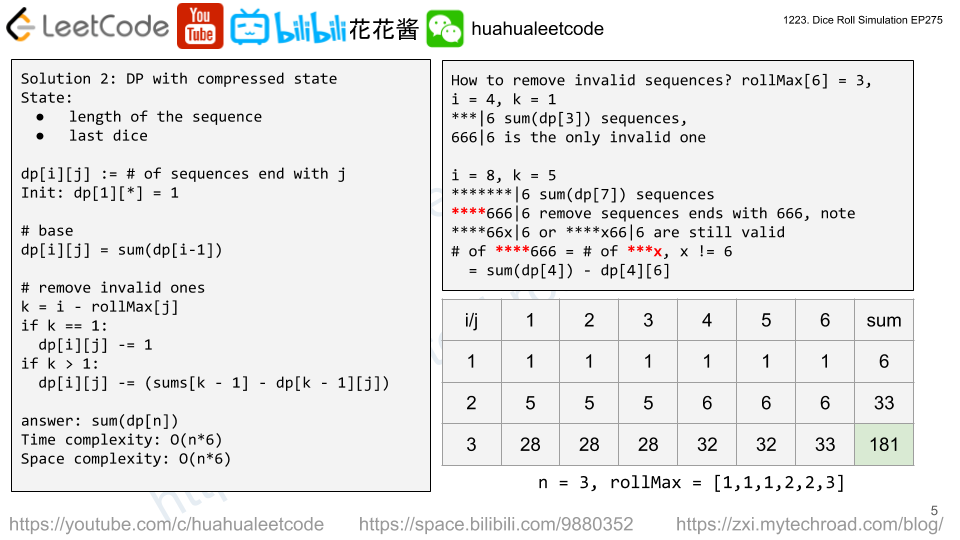 LeetCode You Tube bilibili 花花酱 huahualeetcode
1223. Dice Roll Simulation EP275
Solution 2: DP with compressed state
State:
● length of the sequence
● last dice
dp[i][j] := # of sequences end with j
Init: dp[1][*] = 1
# base
dp[i][j] = sum(dp[i-1])
# remove invalid ones
k = i - rollMax[j]
if k == 1:
dp[i][j] -= 1
if k > 1:
dp[i][j] -= (sums[k - 1] - dp[k - 1][j])
answer: sum(dp[n])
Time complexity: O(n*6)
Space complexity: O(n*6)
How to remove invalid sequences? rollMax[6] = 3,
i = 4, k = 1
***|6 sum(dp[3]) sequences,
666|6 is the only invalid one
i = 8, k = 5
*******|6 sum(dp[7]) sequences
****666|6 remove sequences ends with 666, note
****66x|6 or ****x66|6 are still valid
# of ****666 = # of ***x, x != 6
= sum(dp[4]) - dp[4][6]
i/j 1 2 3 4 5 6 sum
1 1 1 1 1 1 1 6
2 5 5 5 6 6 6 33
3 28 28 28 32 32 33 181
n = 3, rollMax = [1,1,1,2,2,3]
5
https://youtube.com/c/huahualeetcode https://space.bilibili.com/9880352 https://zxi.mytechroad.com/blog/